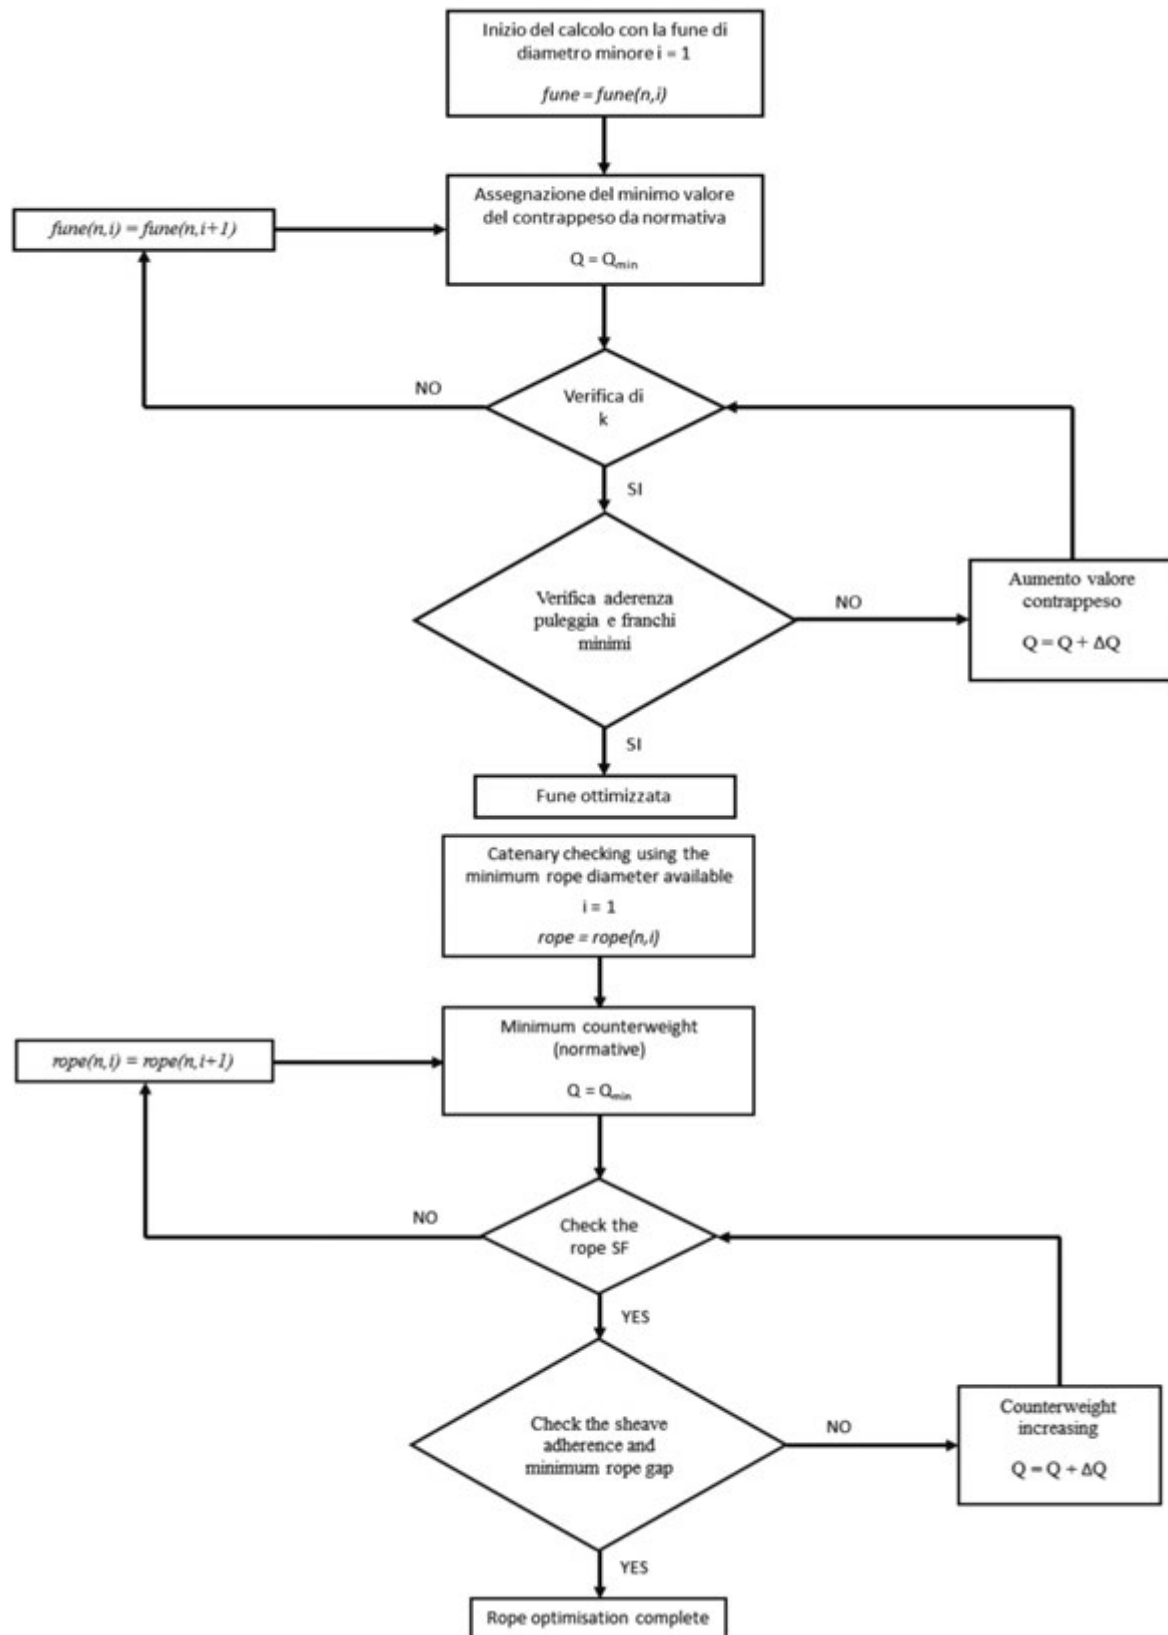 Inizio del calcolo con la fune di
diametro minore i = 1
fune = fune(n,i)
Assegnazione del minimo valore
del contrappeso da normativa
Q = Qmin
fune(n,i) = fune(n,i+1)
NO
Verifica di
k
SI
Verifica aderenza
puleggia e franchi
minimi
NO
Aumento valore
contrappeso
Q = Q + ΔQ
SI
Fune ottimizzata
Catenary checking using the
minimum rope diameter available
i = 1
rope = rope(n,i)
Minimum counterweight
(normative)
Q = Qmin
rope(n,i) = rope(n,i+1)
NO
Check the
rope SF
YES
Check the sheave
adherence and
minimum rope gap
NO
Counterweight
increasing
Q = Q + ΔQ
YES
Rope optimisation complete